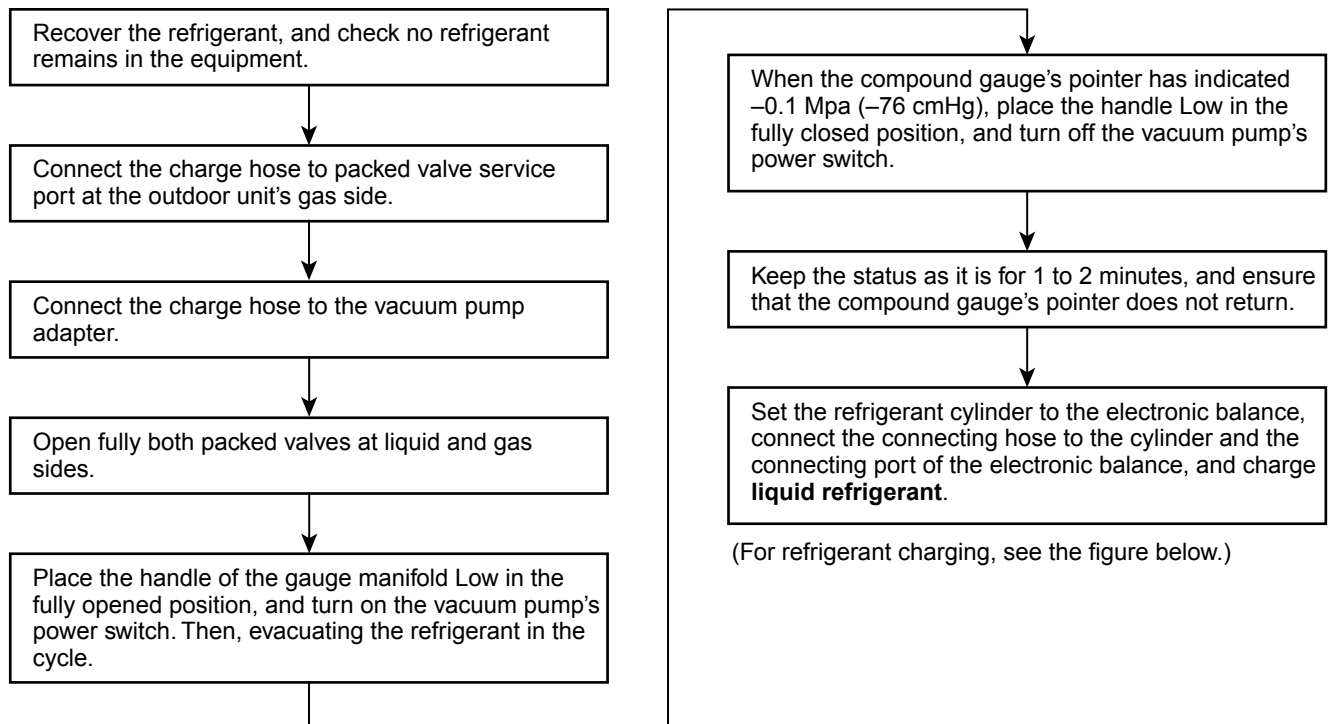 Recover the refrigerant, and check no refrigerant
remains in the equipment.
Connect the charge hose to packed valve service
port at the outdoor unit’s gas side.
Connect the charge hose to the vacuum pump
adapter.
Open fully both packed valves at liquid and gas
sides.
Place the handle of the gauge manifold Low in the
fully opened position, and turn on the vacuum pump’s
power switch. Then, evacuating the refrigerant in the
cycle.
When the compound gauge’s pointer has indicated
–0.1 Mpa (–76 cmHg), place the handle Low in the
fully closed position, and turn off the vacuum pump’s
power switch.
Keep the status as it is for 1 to 2 minutes, and ensure
that the compound gauge’s pointer does not return.
Set the refrigerant cylinder to the electronic balance,
connect the connecting hose to the cylinder and the
connecting port of the electronic balance, and charge
liquid refrigerant.
(For refrigerant charging, see the figure below.)